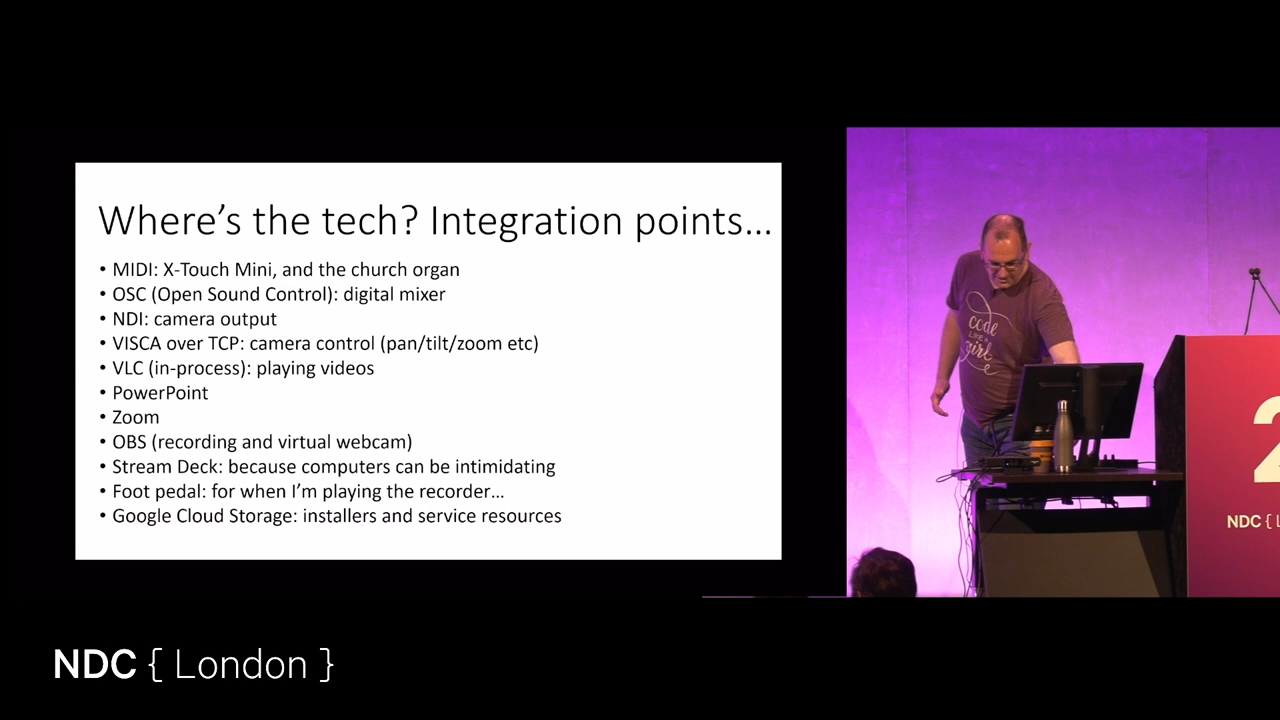 Where's the tech? Integration points...
• MIDI: X-Touch Mini, and the church organ
• OSC (Open Sound Control): digital mixer
• NDI: camera output
• VISCA over TCP: camera control (pan/tilt/zoom etc)
• VLC (in-process): playing videos
• PowerPoint
• Zoom
• OBS (recording and virtual webcam)
• Stream Deck: because computers can be intimidating
• Foot pedal: for when I'm playing the recorder...
• Google Cloud Storage: installers and service resources
code
girl
2
NDC { L
NDC { London }